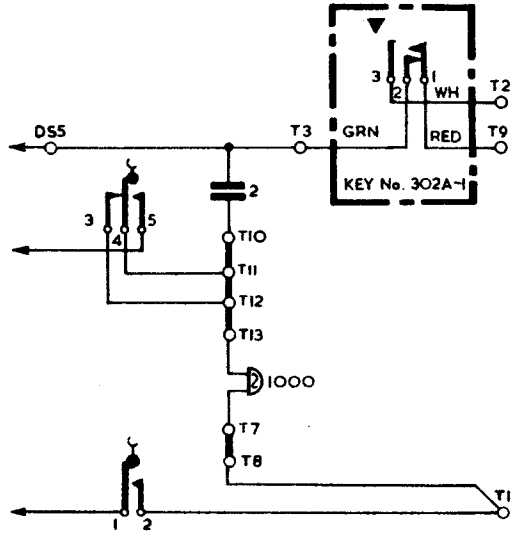 3 2 1 WH T2
DS5 T3 GRN RED T9
KEY No. 302A-1
2
3 4 5
T10
T11
T12
T13
1000
T7
T8
1 2 T1